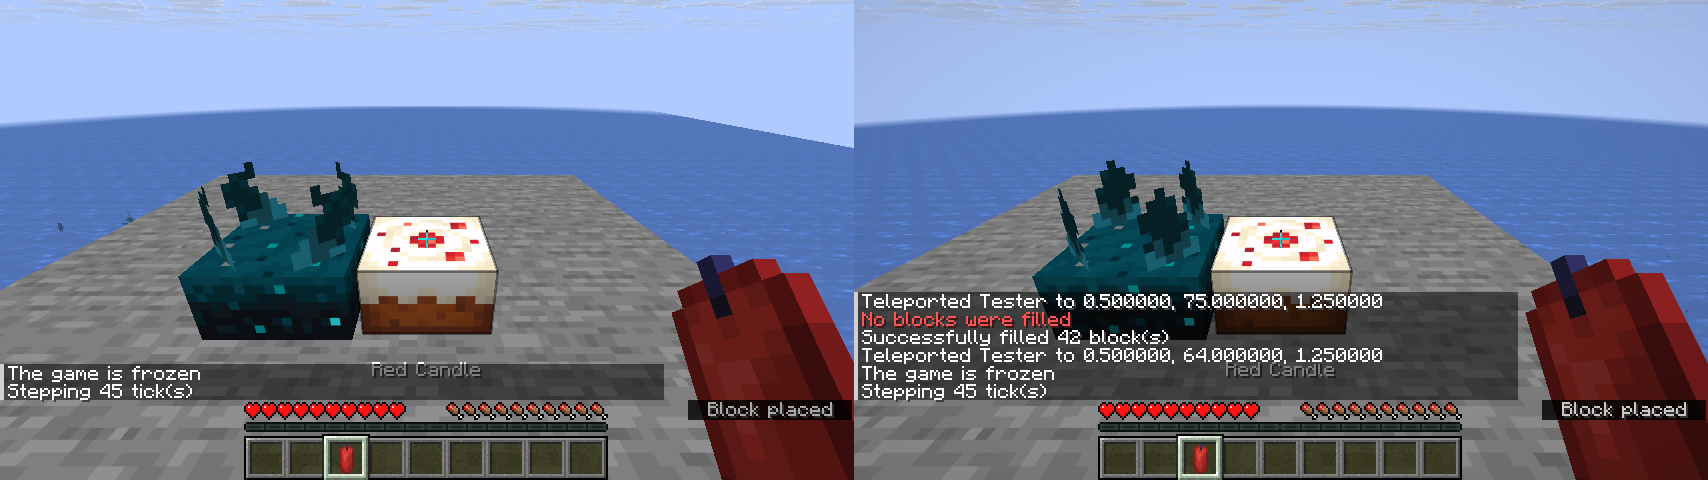 The game is frozen
Stepping 45 tick(s)
Red Candle
Block placed
Teleported Tester to 0.500000, 75.000000, 1.250000
No blocks were filled
Successfully filled 42 block(s)
Teleported Tester to 0.500000, 64.000000, 1.250000
The game is frozen
Stepping 45 tick(s)
Red Candle
Block placed